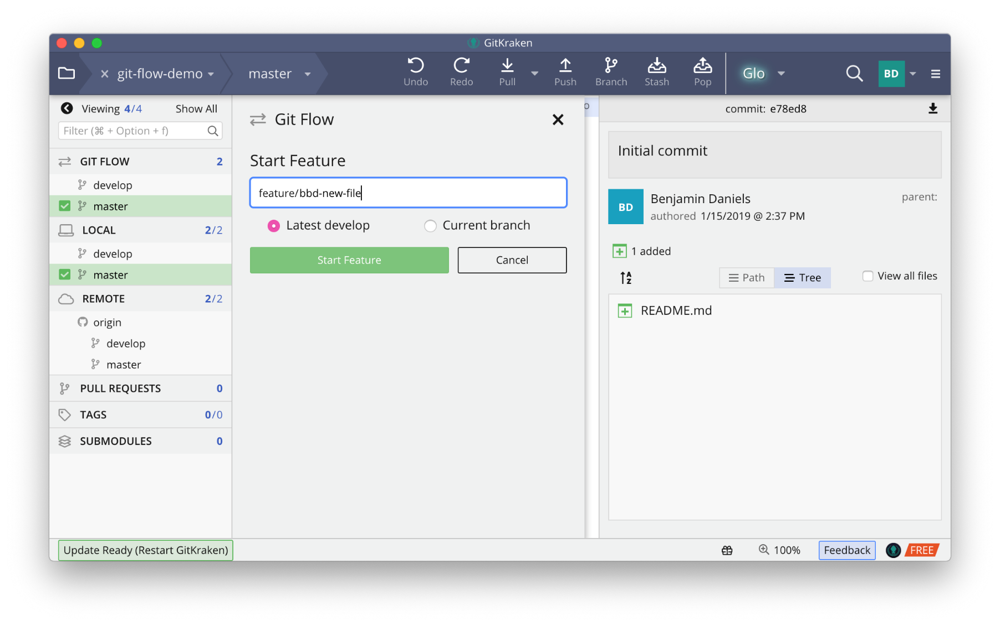 GitKraken
git-flow-demo
master
Undo
Redo
Pull
Push
Branch
Stash
Pop
Glo
BD
Viewing 4/4
Show All
Filter (⌘ + Option + f)
GIT FLOW 2
develop
master
LOCAL 2/2
develop
master
REMOTE 2/2
origin
develop
master
PULL REQUESTS 0
TAGS 0/0
SUBMODULES 0
Git Flow
Start Feature
feature/bbd-new-file
Latest develop
Current branch
Start Feature
Cancel
commit: e78ed8
Initial commit
BD
Benjamin Daniels
authored 1/15/2019 @ 2:37 PM
parent:
1 added
AZ
Path
Tree
View all files
README.md
Update Ready (Restart GitKraken)
100%
Feedback
FREE